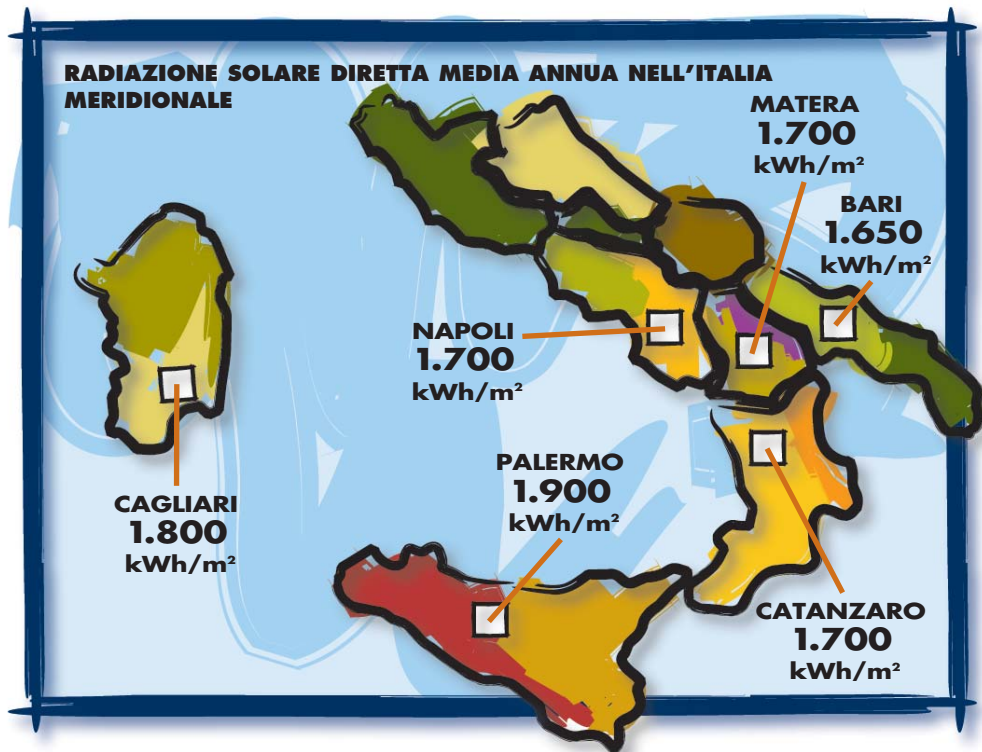 RADIAZIONE SOLARE DIRETTA MEDIA ANNUA NELL'ITALIA
MERIDIONALE
MATERA
1.700
kWh/m²
BARI
1.650
kWh/m²
NAPOLI
1.700
kWh/m²
PALERMO
1.900
kWh/m²
CAGLIARI
1.800
kWh/m²
CATANZARO
1.700
kWh/m²